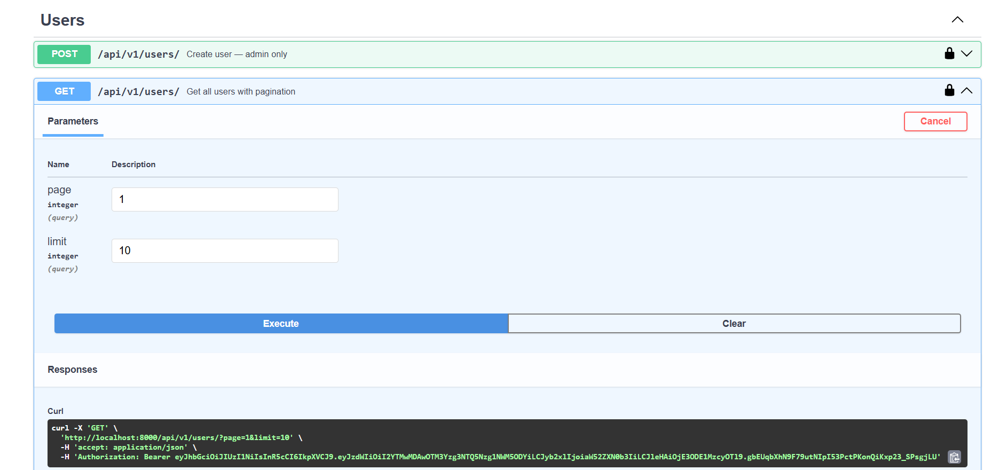 Users
POST /api/v1/users/ Create user — admin only
GET /api/v1/users/ Get all users with pagination
Parameters
Cancel
Name Description
page
integer
(query)
1
limit
integer
(query)
10
Execute
Clear
Responses
Curl
curl -X 'GET' \
'http://localhost:8000/api/v1/users/?page=1&limit=10' \
-H 'accept: application/json' \
-H 'Authorization: Bearer eyJhbGciOiJIUzI1NiIsInR5cCI6IkpXVCJ9.eyJzdWIiOiI2YTMwMDAwOTM3Yzg3NTQ5Nzg1NWM5ODYiLCJyb2xlIjoiaW52ZXN0b3IiLCJleHAiOjE3ODE1MzcyOTl9.gbEUqbXhN9F79utNIpI53PctPKonQiKxp23_SPsgjLU'